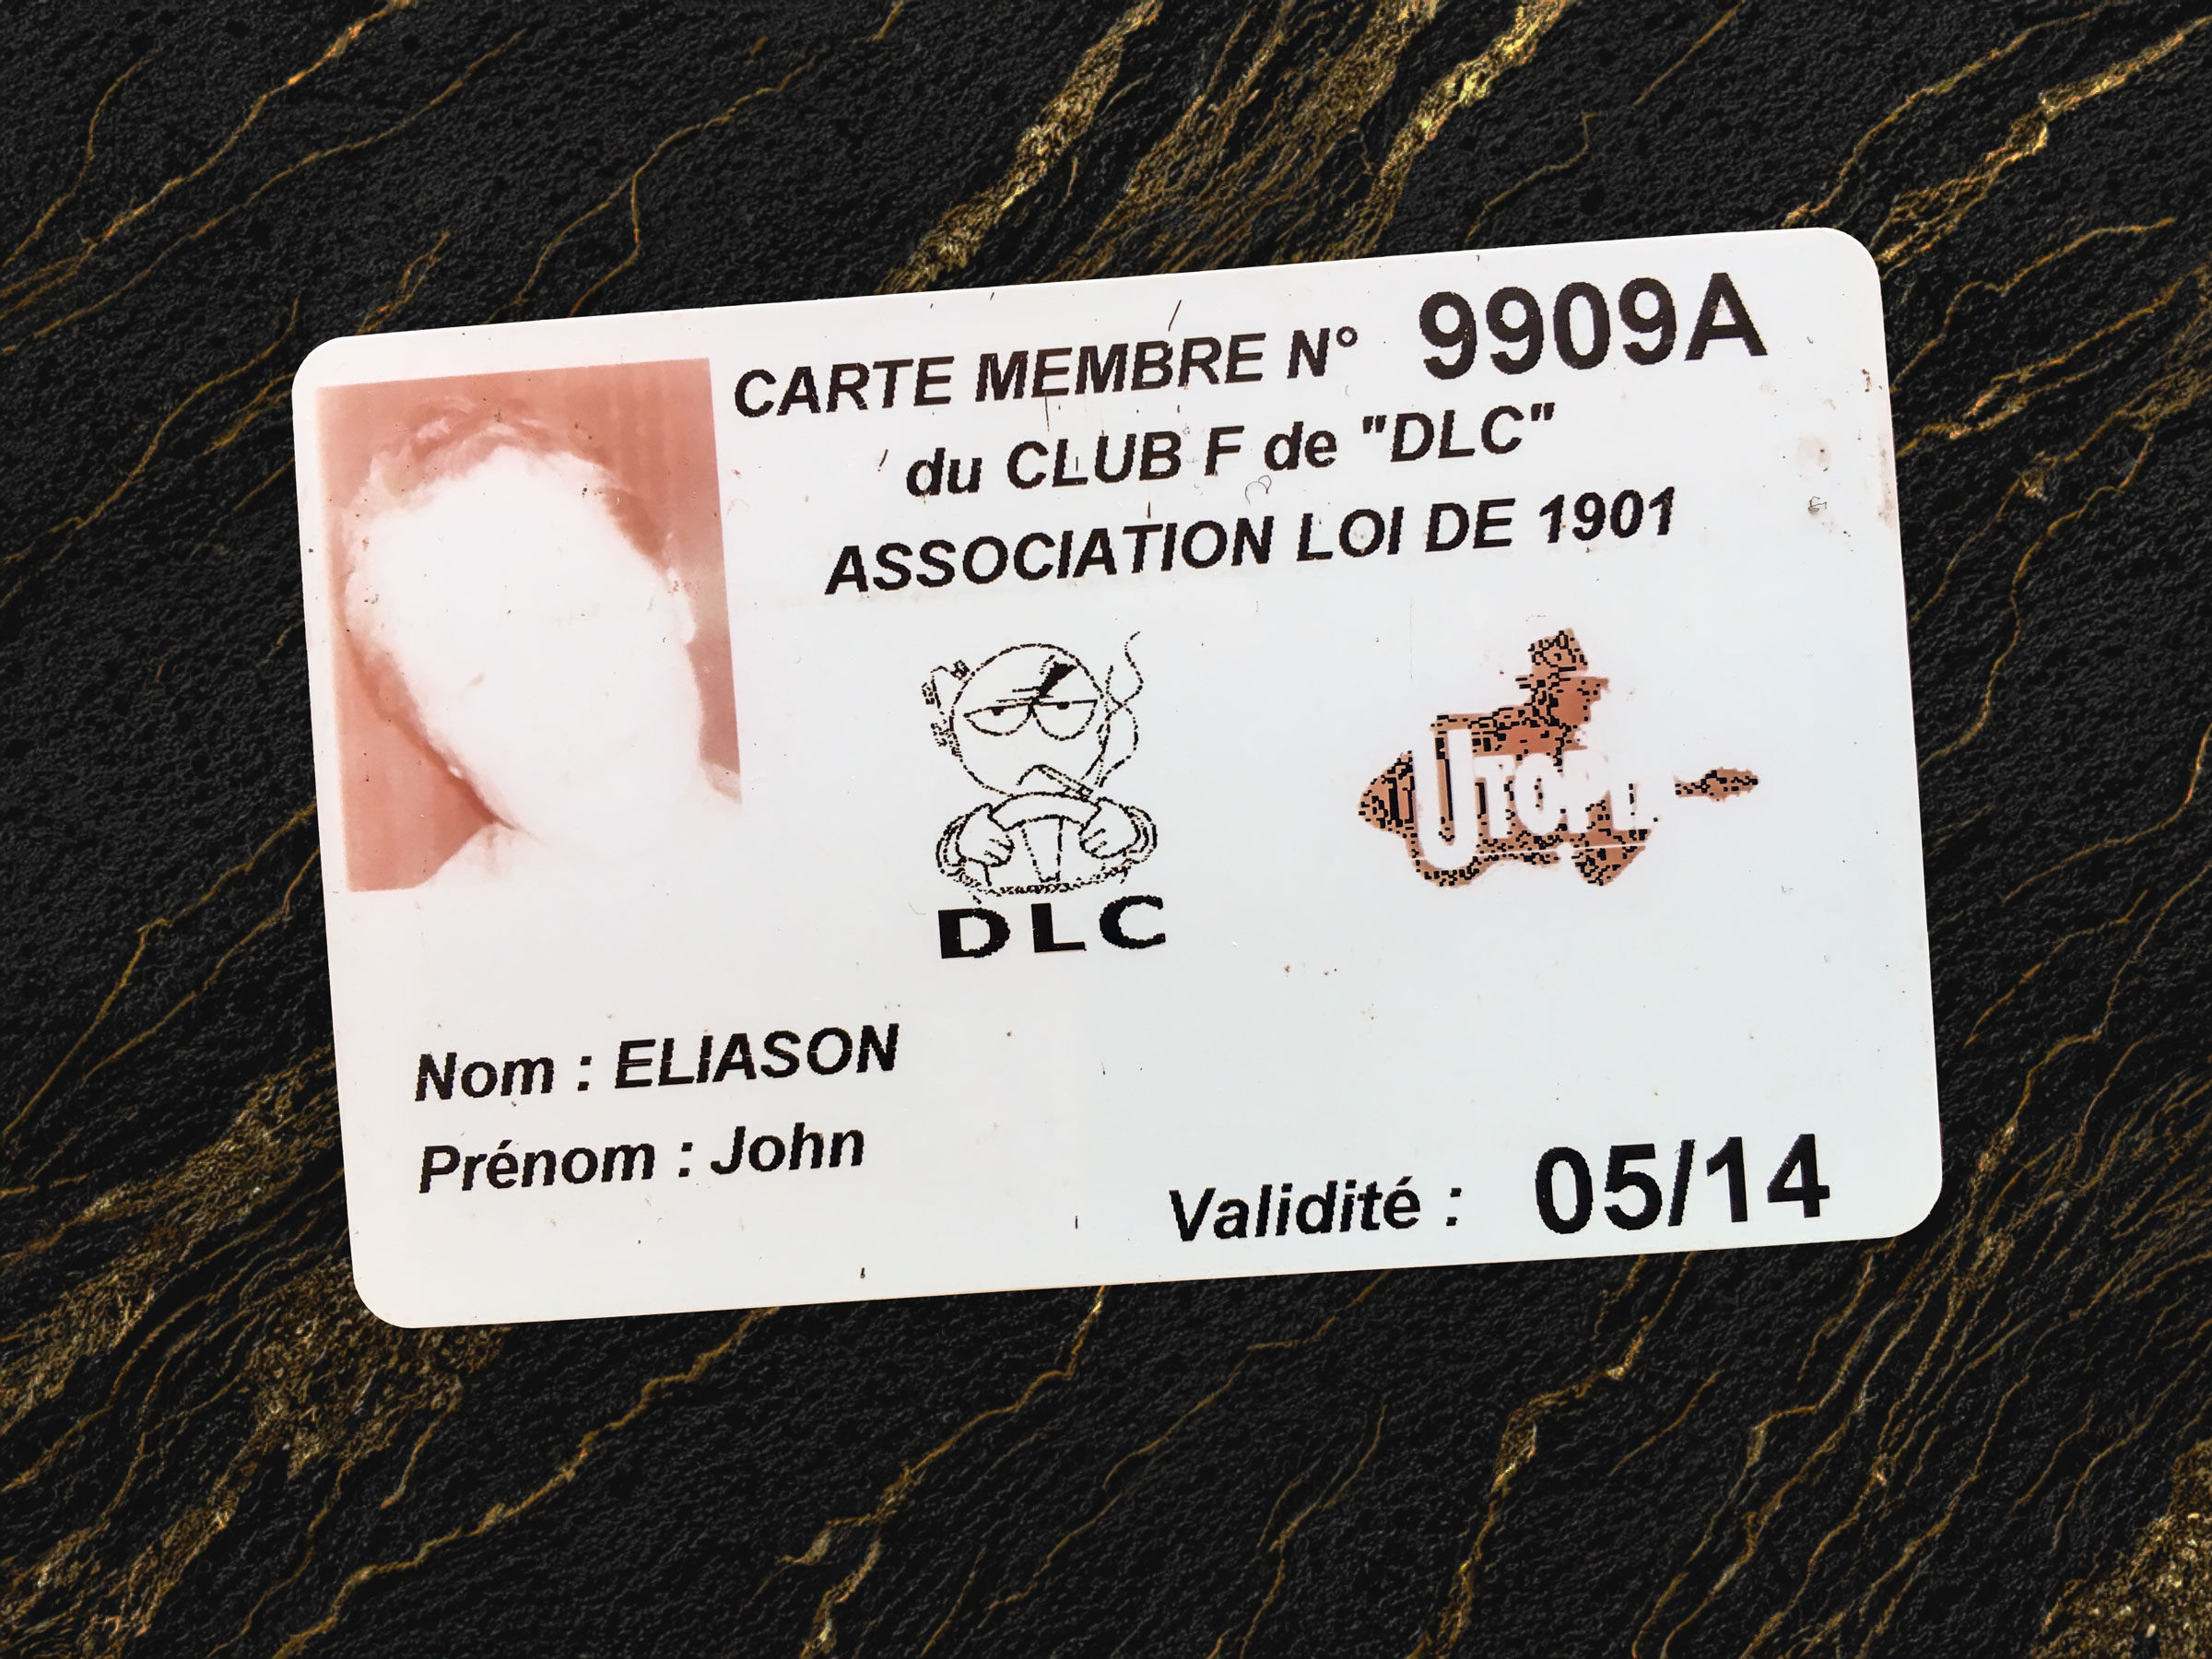 CARTE MEMBRE N° 9909A
du CLUB F de "DLC"
ASSOCIATION LOI DE 1901
UTOPIA
DLC
Nom : ELIASON
Prénom : John
Validité : 05/14